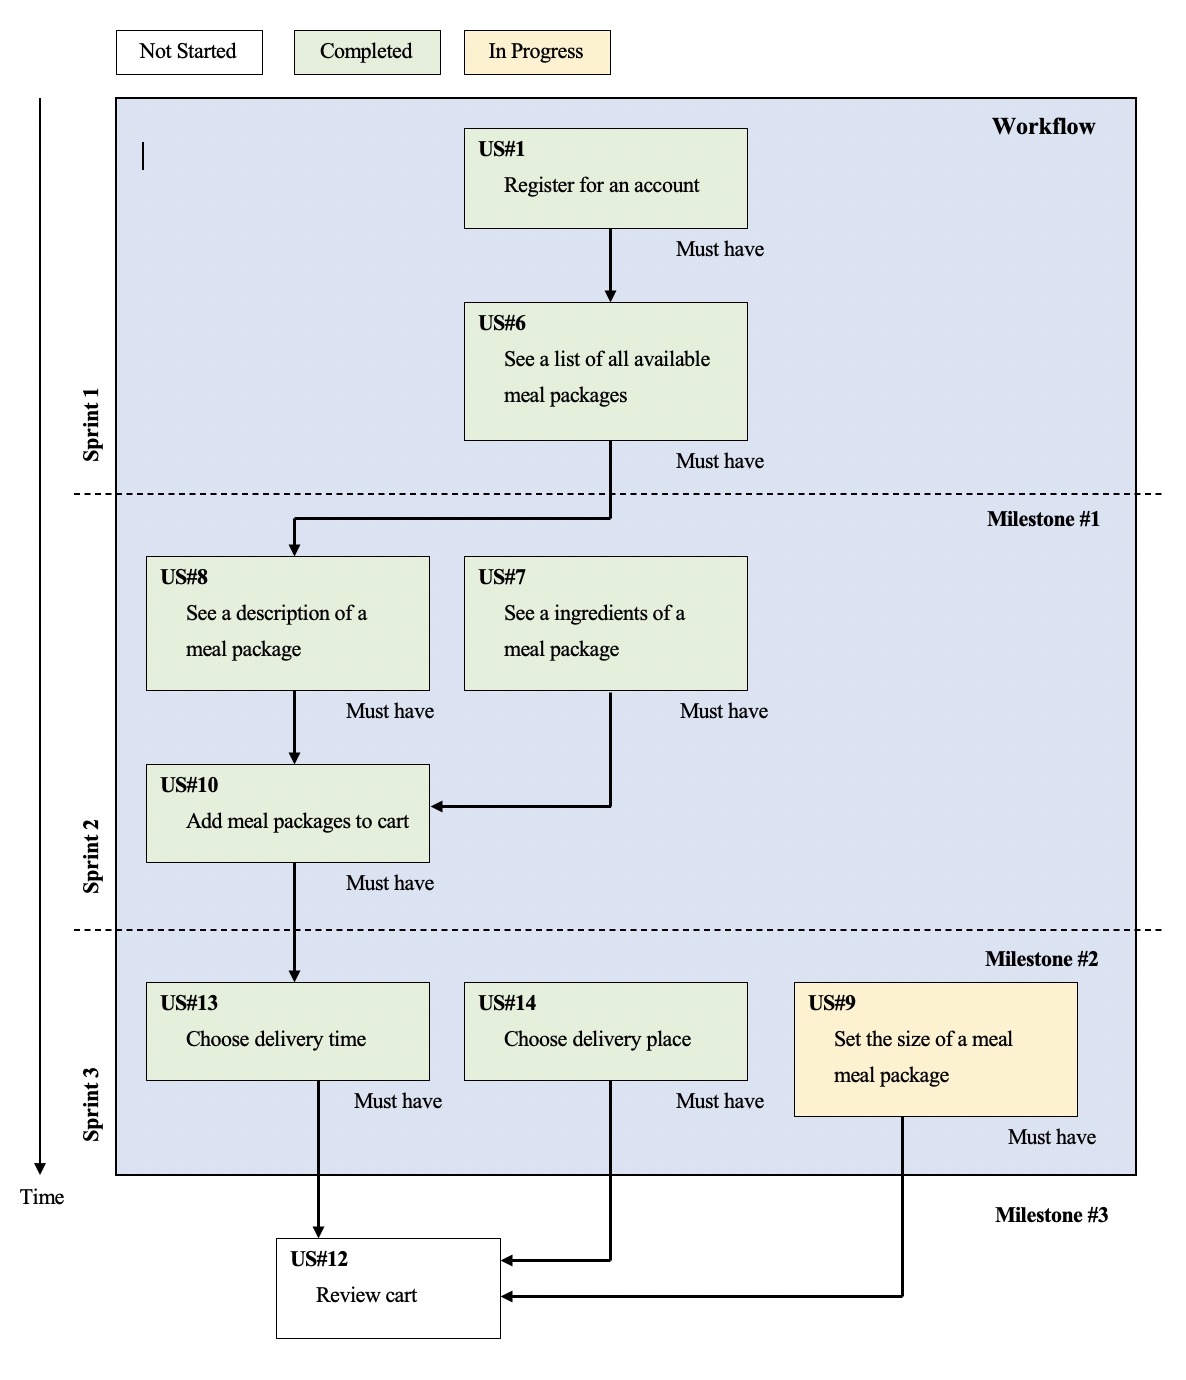 Not Started
Completed
In Progress
Workflow
US#1
Register for an account
Must have
US#6
See a list of all available
meal packages
Must have
Sprint 1
Milestone #1
US#8
See a description of a
meal package
Must have
US#7
See a ingredients of a
meal package
Must have
US#10
Add meal packages to cart
Must have
Sprint 2
Milestone #2
US#13
Choose delivery time
Must have
US#14
Choose delivery place
Must have
US#9
Set the size of a meal
meal package
Must have
Sprint 3
Time
Milestone #3
US#12
Review cart